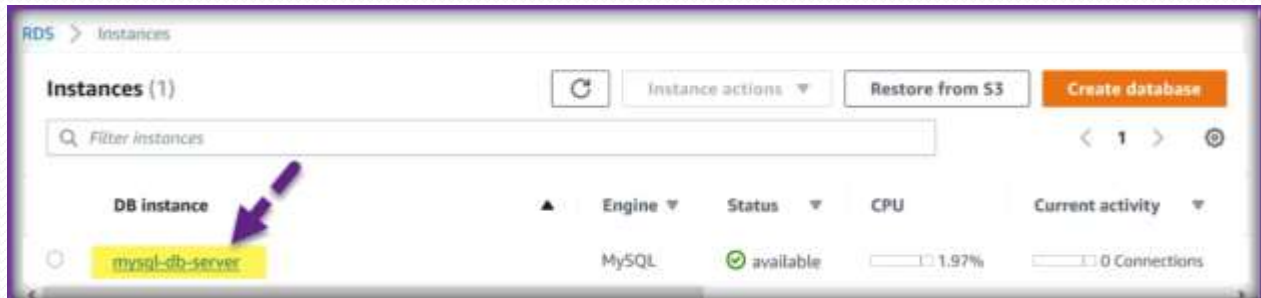 RDS > Instances
Instances (1) Instance actions Restore from S3 Create database
Filter instances < 1 >
DB instance Engine Status CPU Current activity
mysql-db-server MySQL available 1.97% 0 Connections